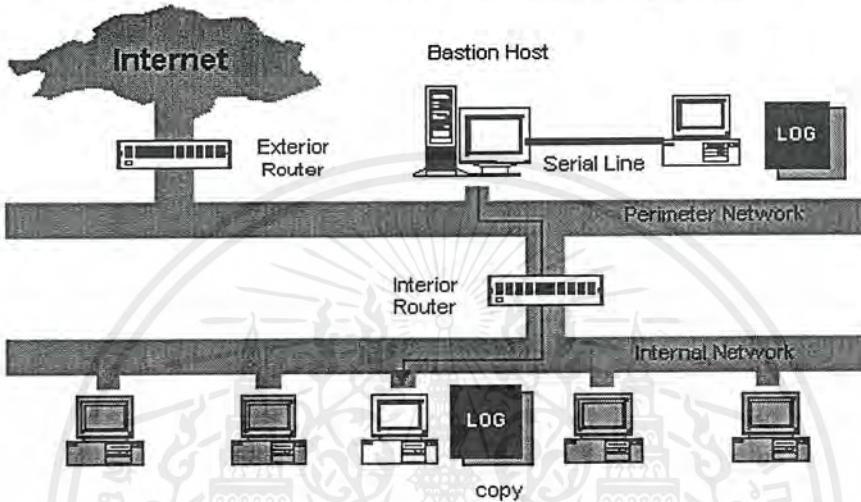 Internet
Bastion Host
Exterior
Router
Serial Line
LOG
Perimeter Network
Interior
Router
Internal Network
LOG
copy